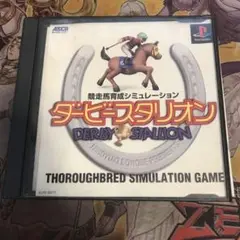 ASCII
競走馬育成シミュレーション
ダービースタリオン
DERBY STALLION
THOROUGHBRED SIMULATION GAME